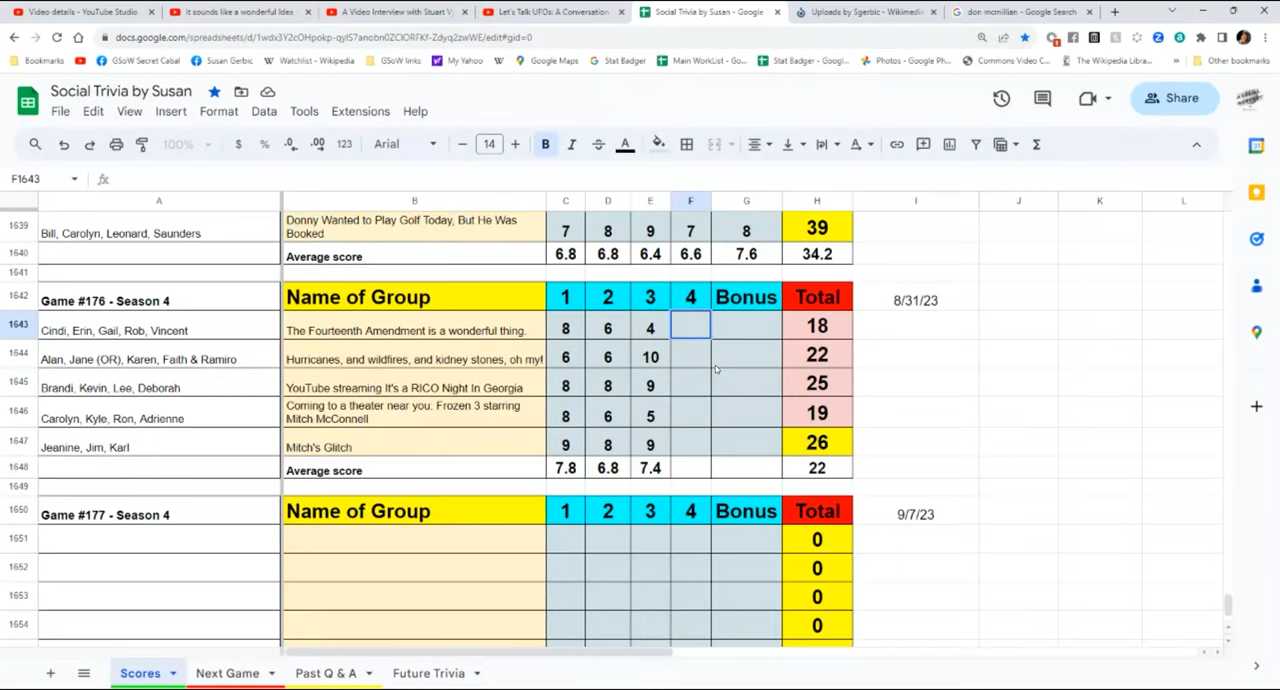 Video details - YouTube Studio
It sounds like a wonderful Idea
A Video Interview with Stuart Vy
Let's Talk UFOs: A Conversation
Social Trivia by Susan - Google
Uploads by Sgerbic - Wikimedi
don mcmillian - Google Search
docs.google.com/spreadsheets/d/
Bookmarks
GSoW Secret Cabal
Susan Gerbic
Watchlist - Wikipedia
GSoW links
My Yahoo
Google Maps
Stat Badger
Main WorkList - Go...
Stat Badger - Googl...
Photos - Google Ph...
Commons Video C...
The Wikipedia Libra...
Other bookmarks
Social Trivia by Susan
File Edit View Insert Format Data Tools Extensions Help
Share
100% $ % .0 .00 123 Arial 14 B I S A
F1643 fx
A B C D E F G H I J K L
1639 Bill, Carolyn, Leonard, Saunders Donny Wanted to Play Golf Today, But He Was
Booked 7 8 9 7 8 39
1640 Average score 6.8 6.8 6.4 6.6 7.6 34.2
1641
1642 Game #176 - Season 4 Name of Group 1 2 3 4 Bonus Total 8/31/23
1643 Cindi, Erin, Gail, Rob, Vincent The Fourteenth Amendment is a wonderful thing. 8 6 4 18
1644 Alan, Jane (OR), Karen, Faith & Ramiro Hurricanes, and wildfires, and kidney stones, oh my! 6 6 10 22
1645 Brandi, Kevin, Lee, Deborah YouTube streaming It's a RICO Night In Georgia 8 8 9 25
1646 Carolyn, Kyle, Ron, Adrienne Coming to a theater near you: Frozen 3 starring
Mitch McConnell 8 6 5 19
1647 Jeanine, Jim, Karl Mitch's Glitch 9 8 9 26
1648 Average score 7.8 6.8 7.4 22
1649
1650 Game #177 - Season 4 Name of Group 1 2 3 4 Bonus Total 9/7/23
1651 0
1652 0
1653 0
1654 0
Scores Next Game Past Q & A Future Trivia